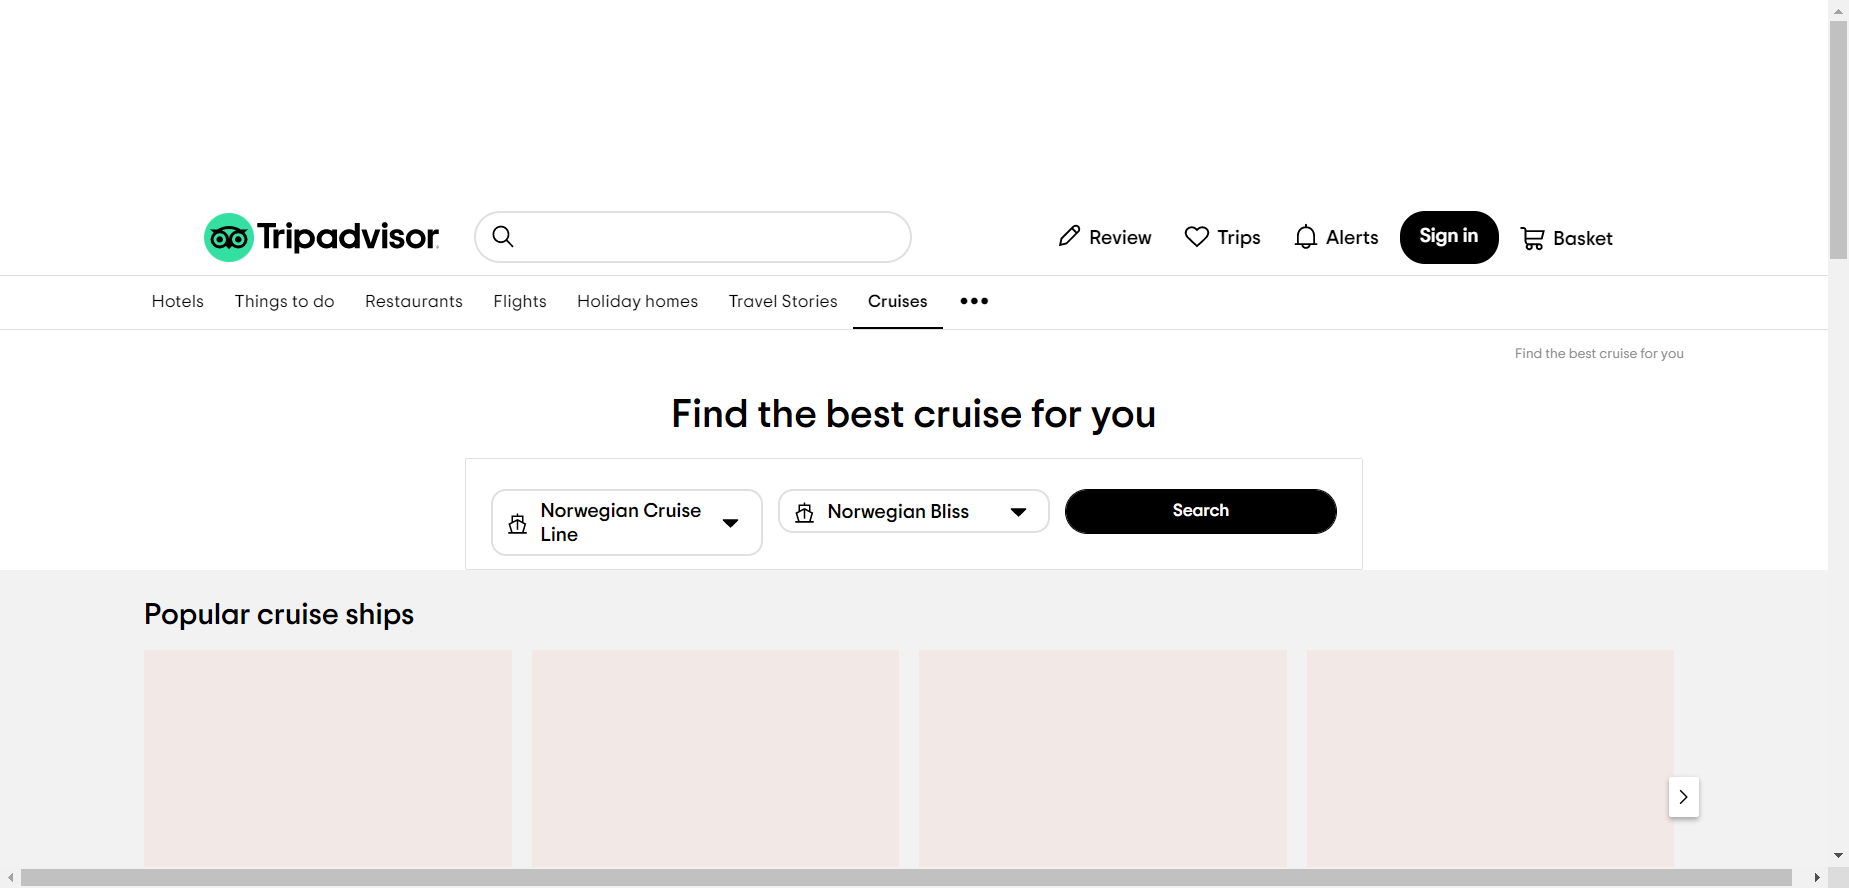 Tripadvisor
Review
Trips
Alerts
Sign in
Basket
Hotels
Things to do
Restaurants
Flights
Holiday homes
Travel Stories
Cruises
Find the best cruise for you
Find the best cruise for you
Norwegian Cruise
Line
Norwegian Bliss
Search
Popular cruise ships